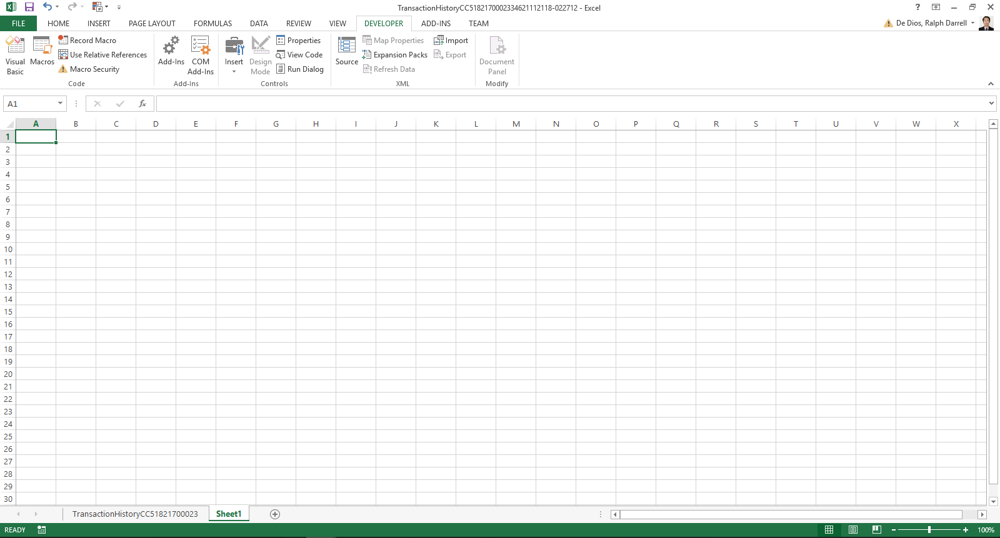 TransactionHistoryCC5182170002334621112118-022712 - Excel
?
FILE HOME INSERT PAGE LAYOUT FORMULAS DATA REVIEW VIEW DEVELOPER ADD-INS TEAM De Dios, Ralph Darrell
Visual Basic
Macros
Record Macro
Use Relative References
Macro Security
Code
Add-Ins
COM Add-Ins
Add-Ins
Insert
Design Mode
Properties
View Code
Run Dialog
Controls
Source
Map Properties
Expansion Packs
Refresh Data
Import
Export
XML
Document Panel
Modify
A1
fx
A B C D E F G H I J K L M N O P Q R S T U V W X
1
2
3
4
5
6
7
8
9
10
11
12
13
14
15
16
17
18
19
20
21
22
23
24
25
26
27
28
29
30
TransactionHistoryCC51821700023 Sheet1
READY 100%